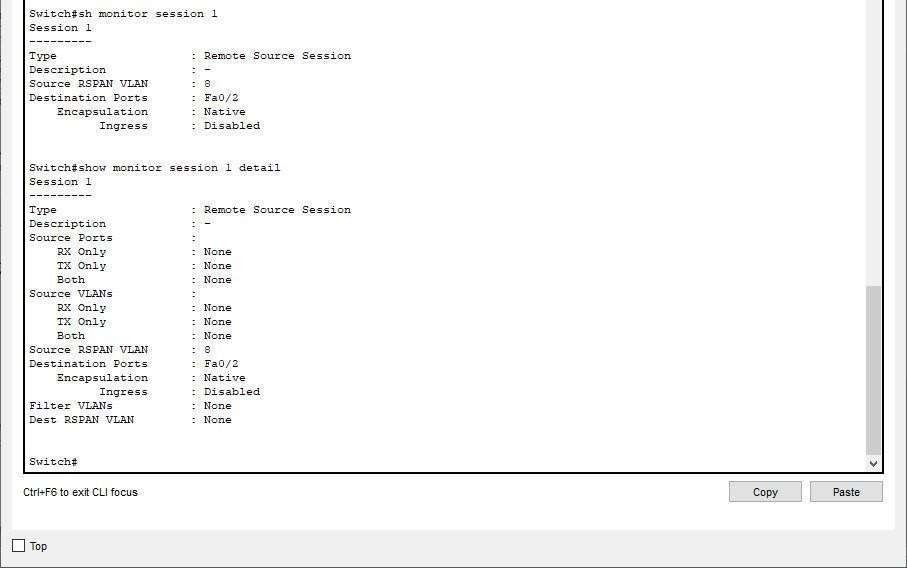 Switch#sh monitor session 1
Session 1
---------
Type : Remote Source Session
Description : -
Source RSPAN VLAN : 8
Destination Ports : Fa0/2
Encapsulation : Native
Ingress : Disabled
Switch#show monitor session 1 detail
Session 1
---------
Type : Remote Source Session
Description : -
Source Ports :
RX Only : None
TX Only : None
Both : None
Source VLANs :
RX Only : None
TX Only : None
Both : None
Source RSPAN VLAN : 8
Destination Ports : Fa0/2
Encapsulation : Native
Ingress : Disabled
Filter VLANs : None
Dest RSPAN VLAN : None
Switch#
Ctrl+F6 to exit CLI focus
Copy
Paste
Top